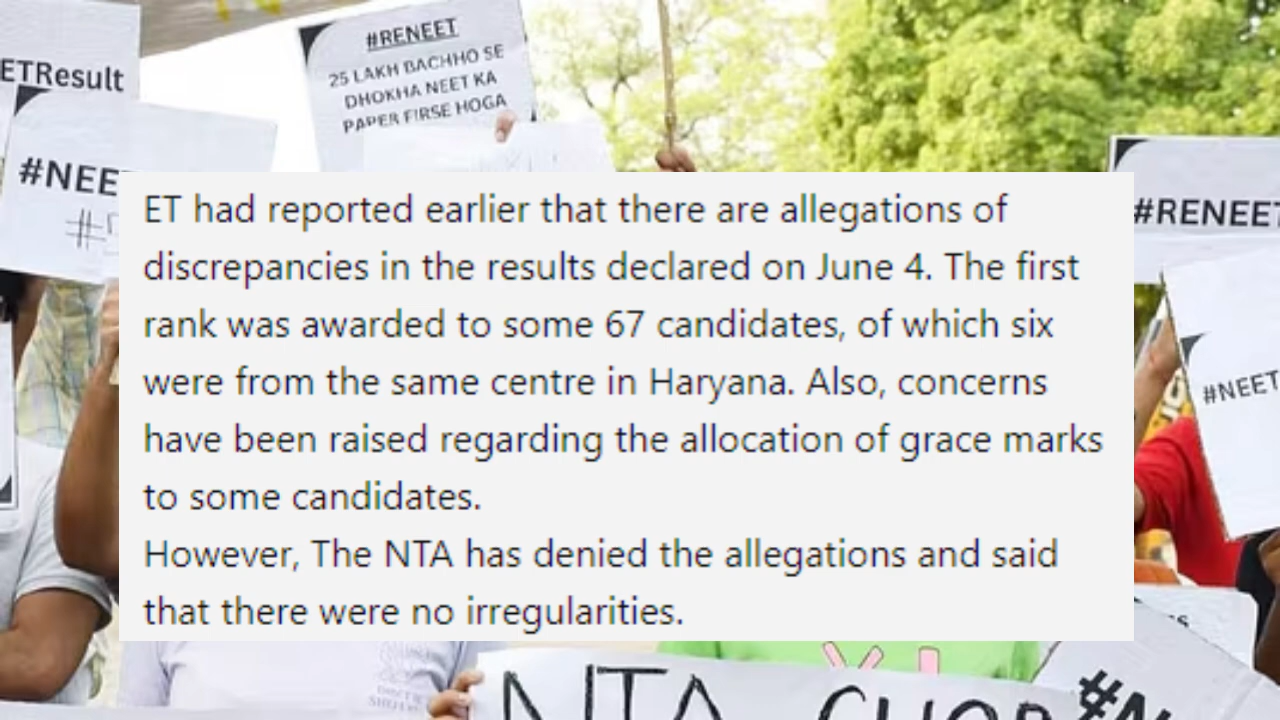 #RENEET
25 LAKH BACHHO SE
DHOKHA NEET KA
PAPER FIRSE HOGA
ETResult
#NEE
#RENEET
#NEET
ET had reported earlier that there are allegations of
discrepancies in the results declared on June 4. The first
rank was awarded to some 67 candidates, of which six
were from the same centre in Haryana. Also, concerns
have been raised regarding the allocation of grace marks
to some candidates.
However, The NTA has denied the allegations and said
that there were no irregularities.
NTA CHOR
#N